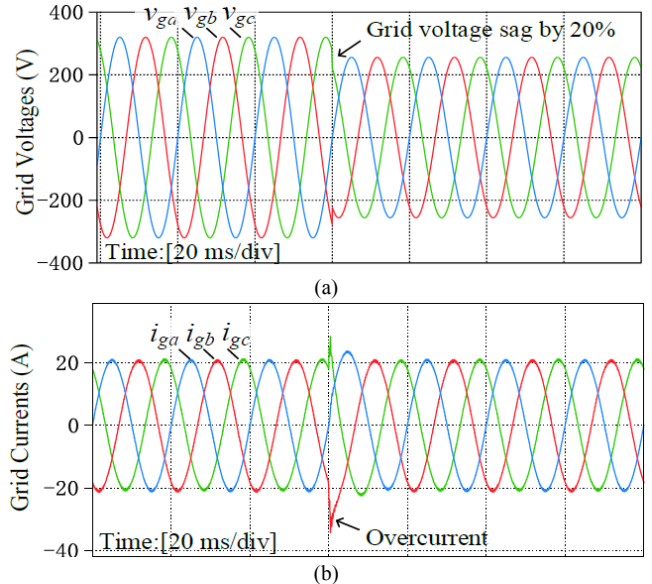 400
200
0
−200
−400
Grid Voltages (V)
v_ga v_gb v_gc
Grid voltage sag by 20%
Time:[20 ms/div]
(a)
20
0
−20
−40
Grid Currents (A)
i_ga i_gb i_gc
Overcurrent
Time:[20 ms/div]
(b)